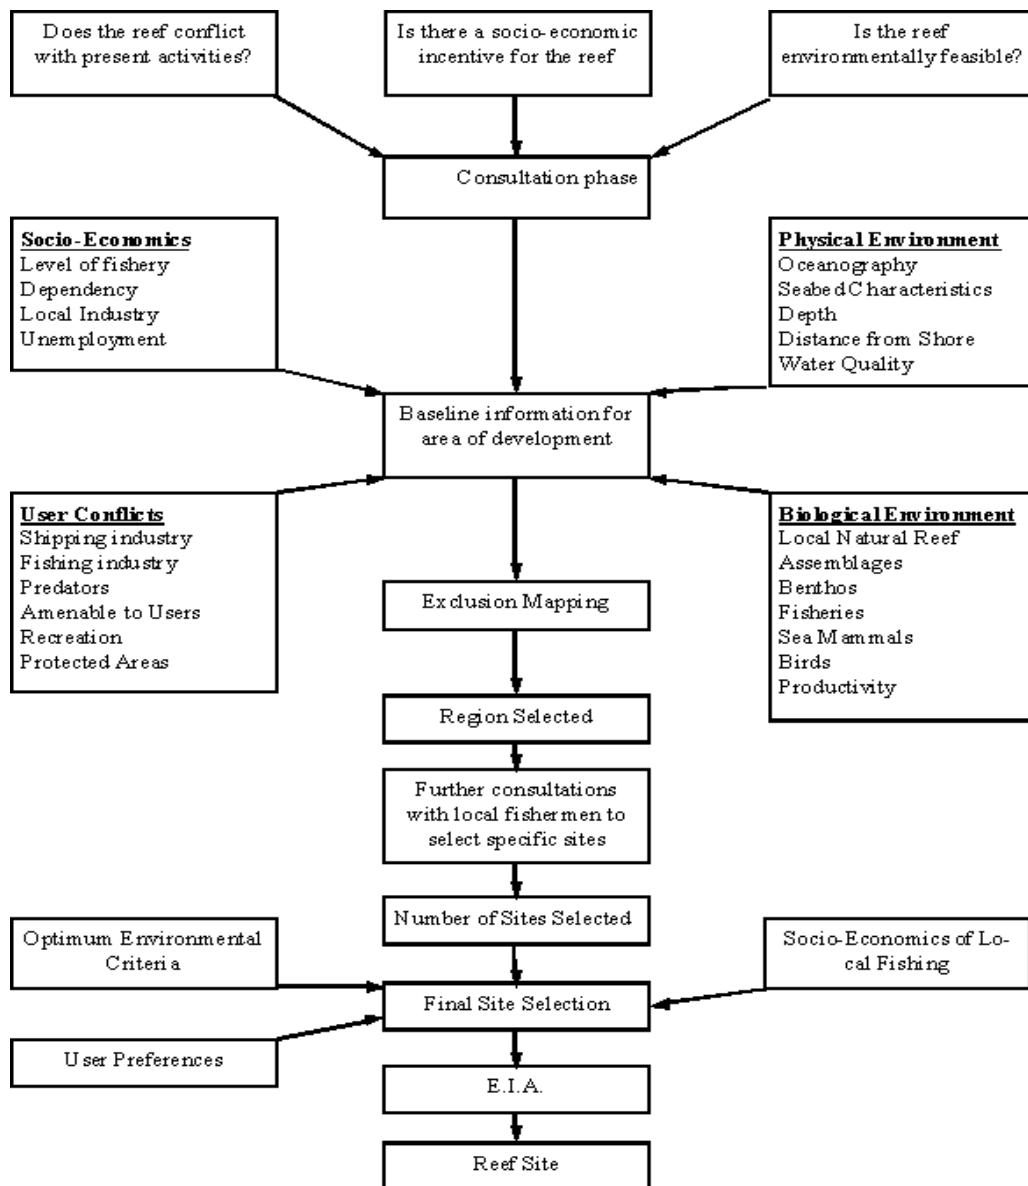 Does the reef conflict
with present activities?
Is there a socio-economic
incentive for the reef
Is the reef
environmentally feasible?
Consultation phase
Socio-Economics
Level of fishery
Dependency
Local Industry
Unemployment
Physical Environment
Oceanography
Seabed Characteristics
Depth
Distance from Shore
Water Quality
Baseline information for
area of development
User Conflicts
Shipping industry
Fishing industry
Predators
Amenable to Users
Recreation
Protected Areas
Biological Environment
Local Natural Reef
Assemblages
Benthos
Fisheries
Sea Mammals
Birds
Productivity
Exclusion Mapping
Region Selected
Further consultations
with local fishermen to
select specific sites
Number of Sites Selected
Optimum Environmental
Criteria
Socio-Economics of Lo-
cal Fishing
Final Site Selection
User Preferences
E.I.A.
Reef Site